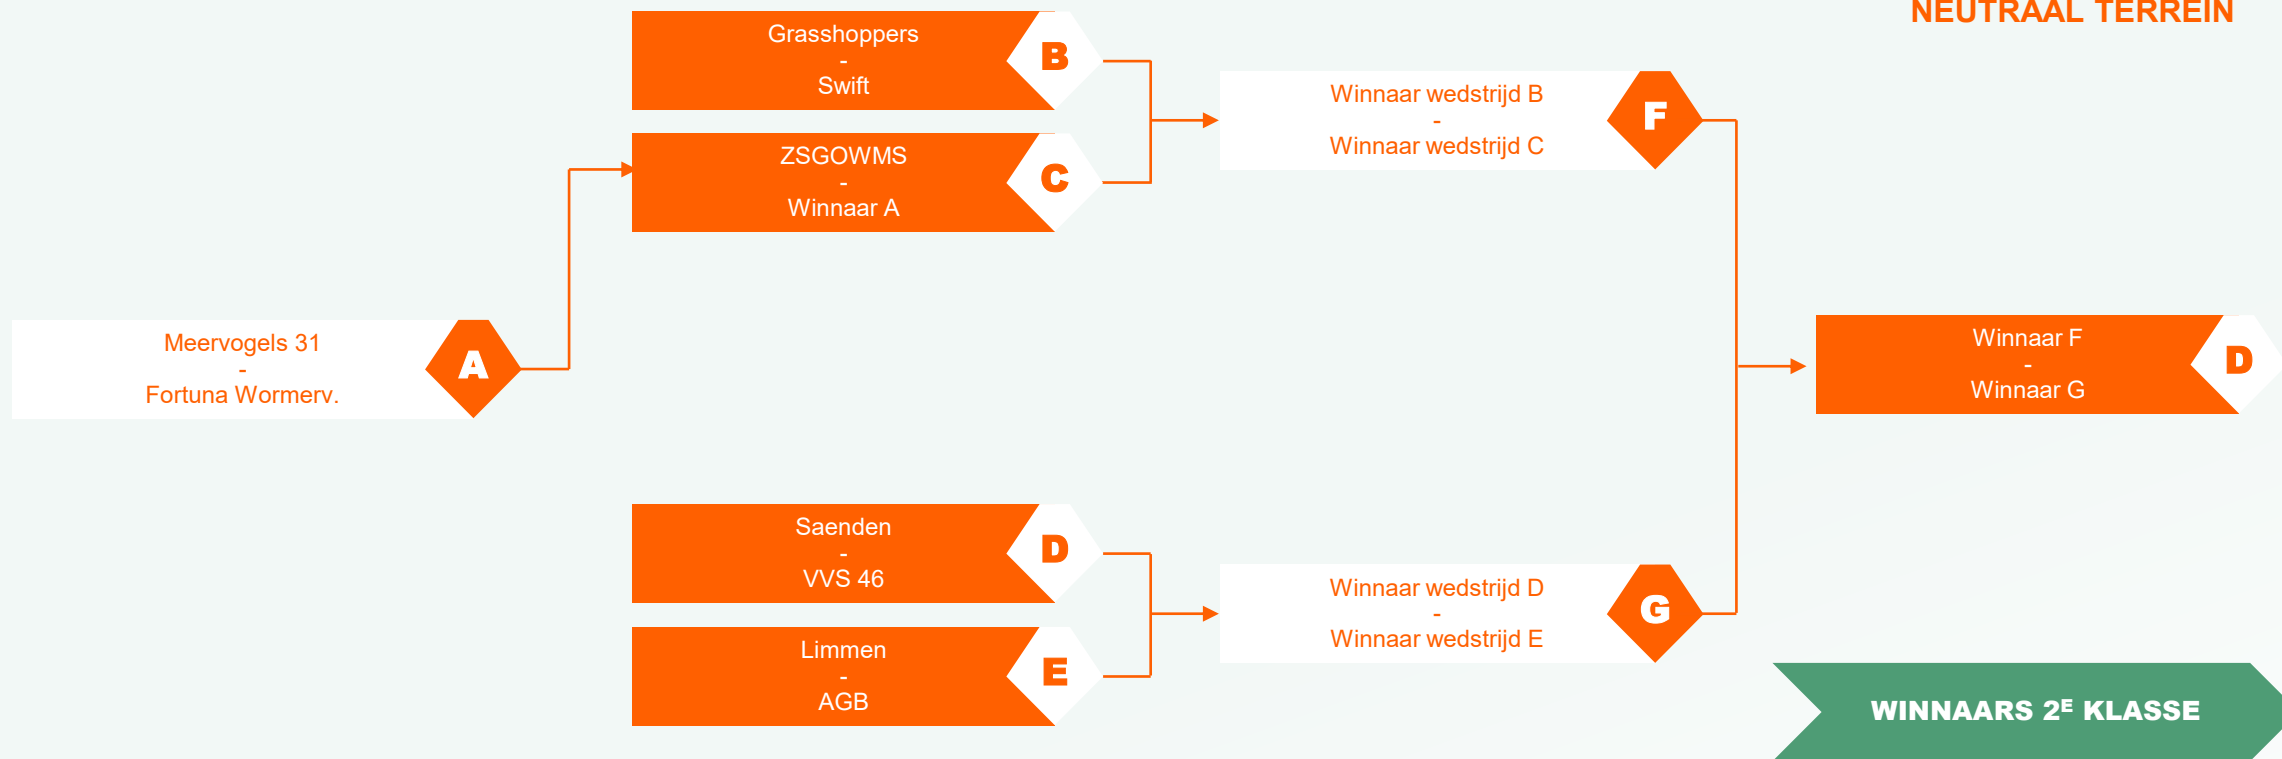 NEUTRAAL TERREIN
Grasshoppers
-
Swift
B
ZSGOWMS
-
Winnaar A
C
Winnaar wedstrijd B
-
Winnaar wedstrijd C
F
Meervogels 31
-
Fortuna Wormerv.
A
Winnaar F
-
Winnaar G
D
Saenden
-
VVS 46
D
Limmen
-
AGB
E
Winnaar wedstrijd D
-
Winnaar wedstrijd E
G
WINNAARS 2E KLASSE